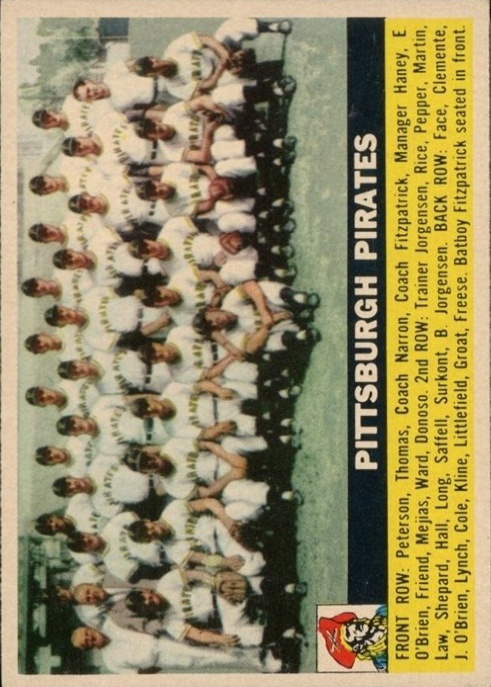 PITTSBURGH PIRATES
FRONT ROW: Peterson, Thomas, Coach Narron, Coach Fitzpatrick, Manager Haney, E.
O'Brien, Friend, Mejias, Ward, Donoso. 2nd ROW: Trainer Jorgensen, Rice, Pepper, Martin,
Law, Shepard, Hall, Long, Saffell, Surkont, B. Jorgensen. BACK ROW: Face, Clemente,
J. O'Brien, Lynch, Cole, Kline, Littlefield, Groat, Freese. Batboy Fitzpatrick seated in front.